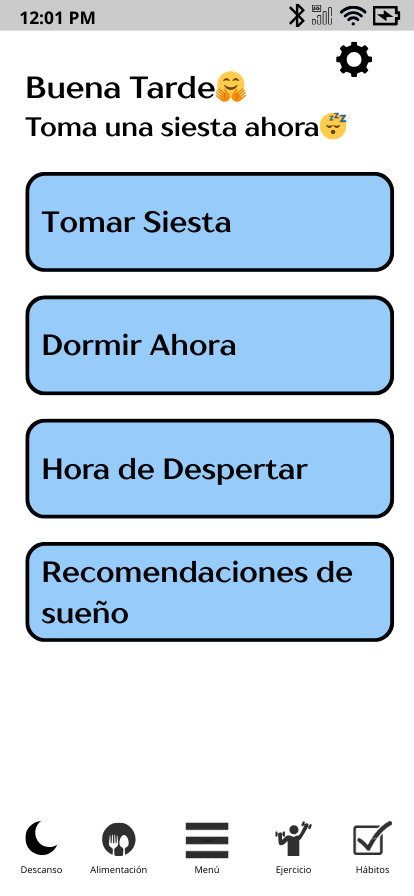 12:01 PM
Buena Tarde🤗
Toma una siesta ahora😴
Tomar Siesta
Dormir Ahora
Hora de Despertar
Recomendaciones de
sueño
Descanso Alimentación Menú Ejercicio Hábitos